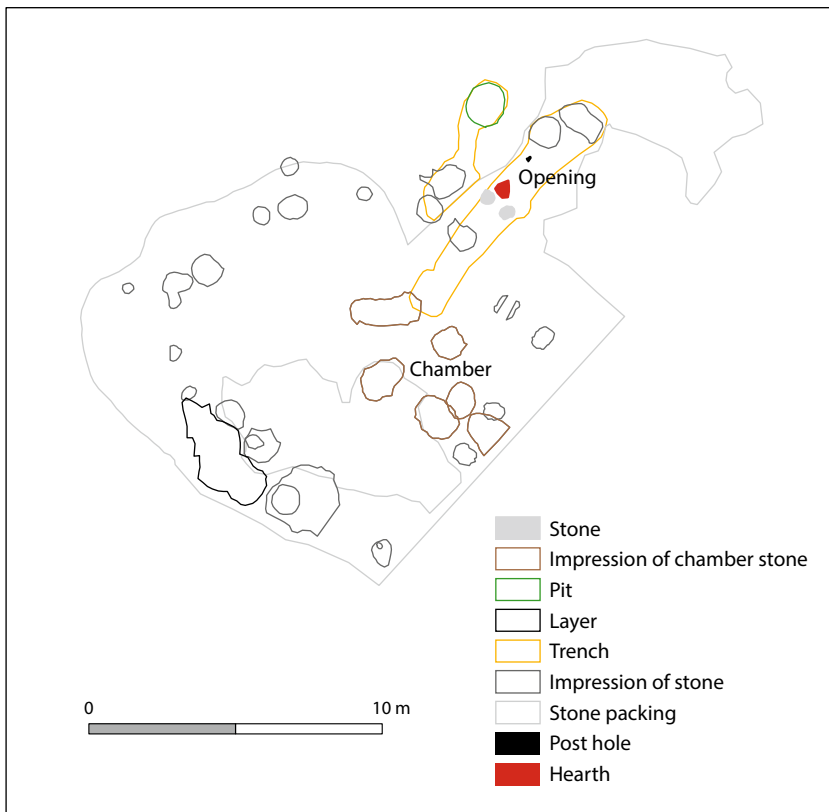 Opening
Chamber
Stone
Impression of chamber stone
Pit
Layer
Trench
Impression of stone
Stone packing
Post hole
Hearth
0 10 m